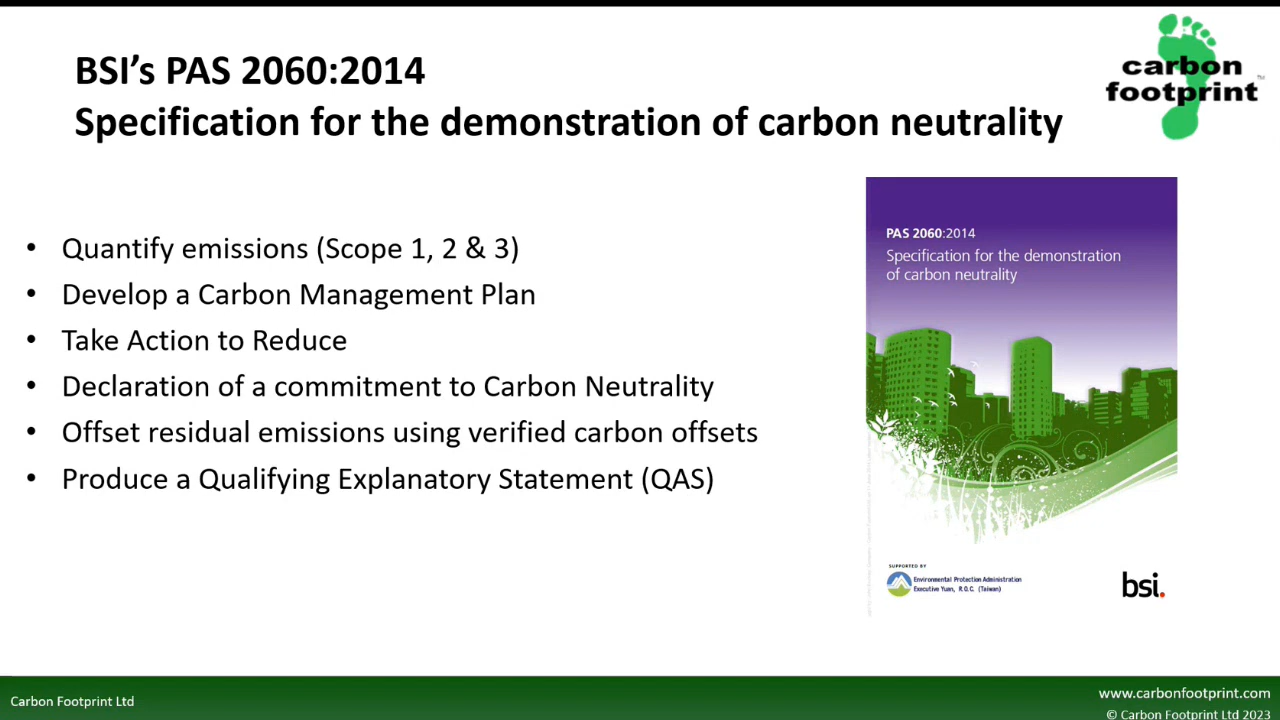 BSI’s PAS 2060:2014
Specification for the demonstration of carbon neutrality
carbon
footprint™
• Quantify emissions (Scope 1, 2 & 3)
• Develop a Carbon Management Plan
• Take Action to Reduce
• Declaration of a commitment to Carbon Neutrality
• Offset residual emissions using verified carbon offsets
• Produce a Qualifying Explanatory Statement (QAS)
PAS 2060:2014
Specification for the demonstration
of carbon neutrality
SUPPORTED BY
Environmental Protection Administration
Executive Yuan, R.O.C. (Taiwan)
bsi.
Carbon Footprint Ltd
www.carbonfootprint.com
© Carbon Footprint Ltd 2023